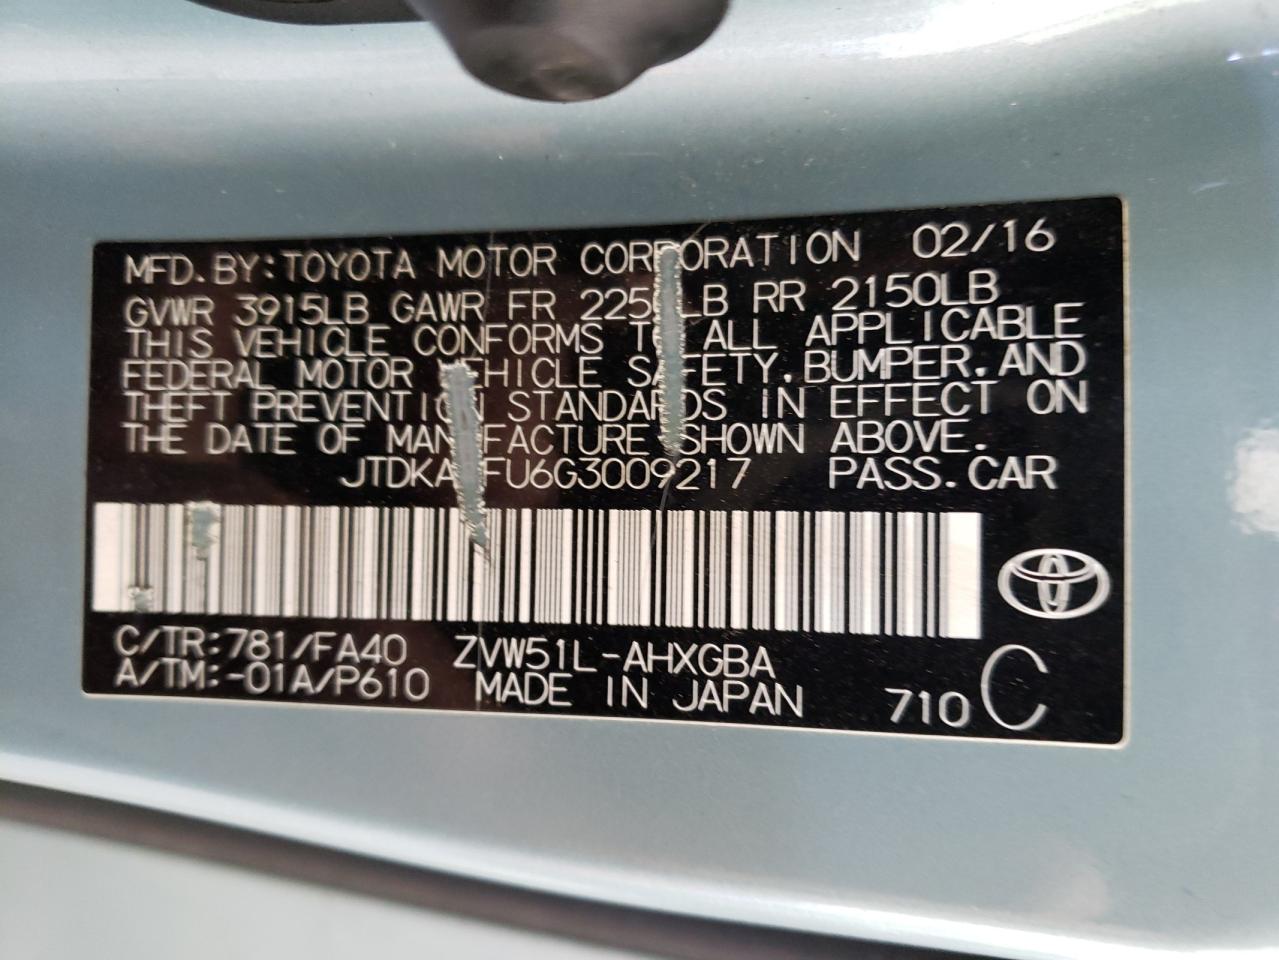 MFD. BY: TOYOTA MOTOR CORPORATION 02/16
GVWR 3915LB GAWR FR LB RR 2150LB
THIS VEHICLE CONFORMS TO ALL APPLICABLE
FEDERAL MOTOR VEHICLE SAFETY, BUMPER, AND
THEFT PREVENTION STANDARDS IN EFFECT ON
THE DATE OF MANUFACTURE SHOWN ABOVE.
PASS. CAR
C/TR: 781/FA40 ZVW51L-AHXGBA
A/TM: -01A/P610 MADE IN JAPAN 710 C